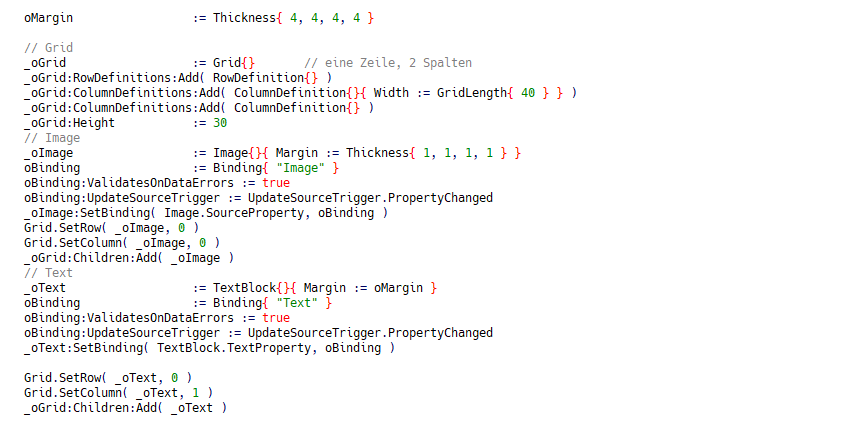 oMargin                 := Thickness{ 4, 4, 4, 4 }
// Grid
_oGrid                  := Grid{}       // eine Zeile, 2 Spalten
_oGrid:RowDefinitions:Add( RowDefinition{} )
_oGrid:ColumnDefinitions:Add( ColumnDefinition{}{ Width := GridLength{ 40 } } )
_oGrid:ColumnDefinitions:Add( ColumnDefinition{} )
_oGrid:Height           := 30
// Image
_oImage                 := Image{}{ Margin := Thickness{ 1, 1, 1, 1 } }
oBinding                := Binding{ "Image" }
oBinding:ValidatesOnDataErrors := true
oBinding:UpdateSourceTrigger := UpdateSourceTrigger.PropertyChanged
_oImage:SetBinding( Image.SourceProperty, oBinding )
Grid.SetRow( _oImage, 0 )
Grid.SetColumn( _oImage, 0 )
_oGrid:Children:Add( _oImage )
// Text
_oText                  := TextBlock{}{ Margin := oMargin }
oBinding                := Binding{ "Text" }
oBinding:ValidatesOnDataErrors := true
oBinding:UpdateSourceTrigger := UpdateSourceTrigger.PropertyChanged
_oText:SetBinding( TextBlock.TextProperty, oBinding )
Grid.SetRow( _oText, 0 )
Grid.SetColumn( _oText, 1 )
_oGrid:Children:Add( _oText )